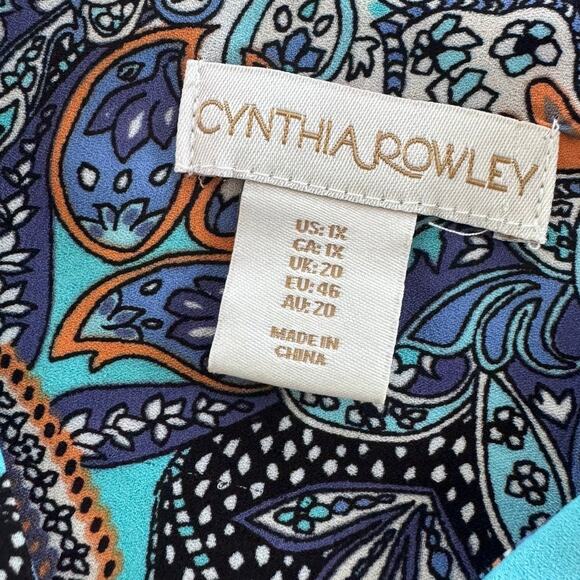 CYNTHIA ROWLEY
US: 1X
CA: 1X
UK: 20
EU: 46
AU: 20
MADE IN
CHINA